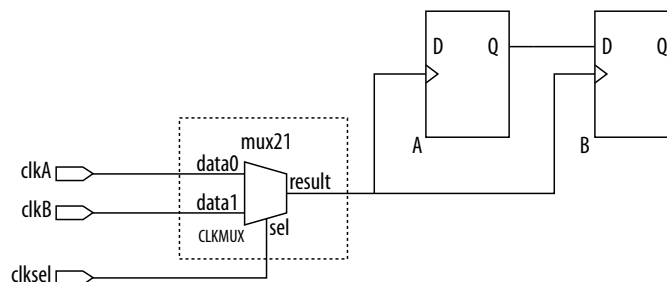 D Q D Q
mux21
A B
clkA data0
result
clkB data1
CLKMUX sel
clksel